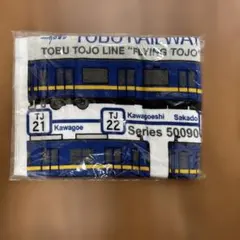 TOBU RAILWAY
TOBU TOJO LINE "FLYING TOJO"
TJ
21
Kawagoe
TJ
22
Kawagoeshi
Sakado
Series 50090